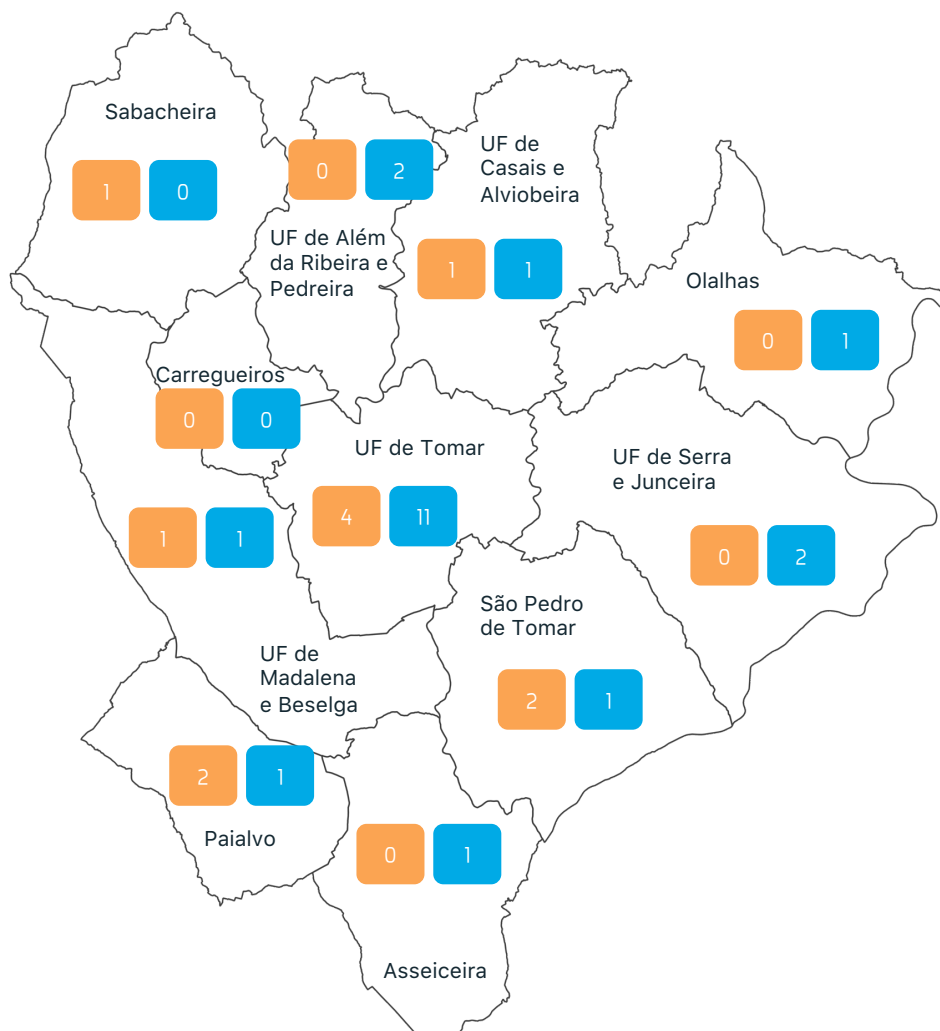 Sabacheira
1 0
0 2
UF de Além
da Ribeira e
Pedreira
UF de
Casais e
Alviobeira
1 1
Olalhas
0 1
Carregueiros
0 0
UF de Tomar
4 11
UF de Serra
e Junceira
0 2
1 1
UF de
Madalena
e Beselga
São Pedro
de Tomar
2 1
2 1
Paialvo
0 1
Asseiceira